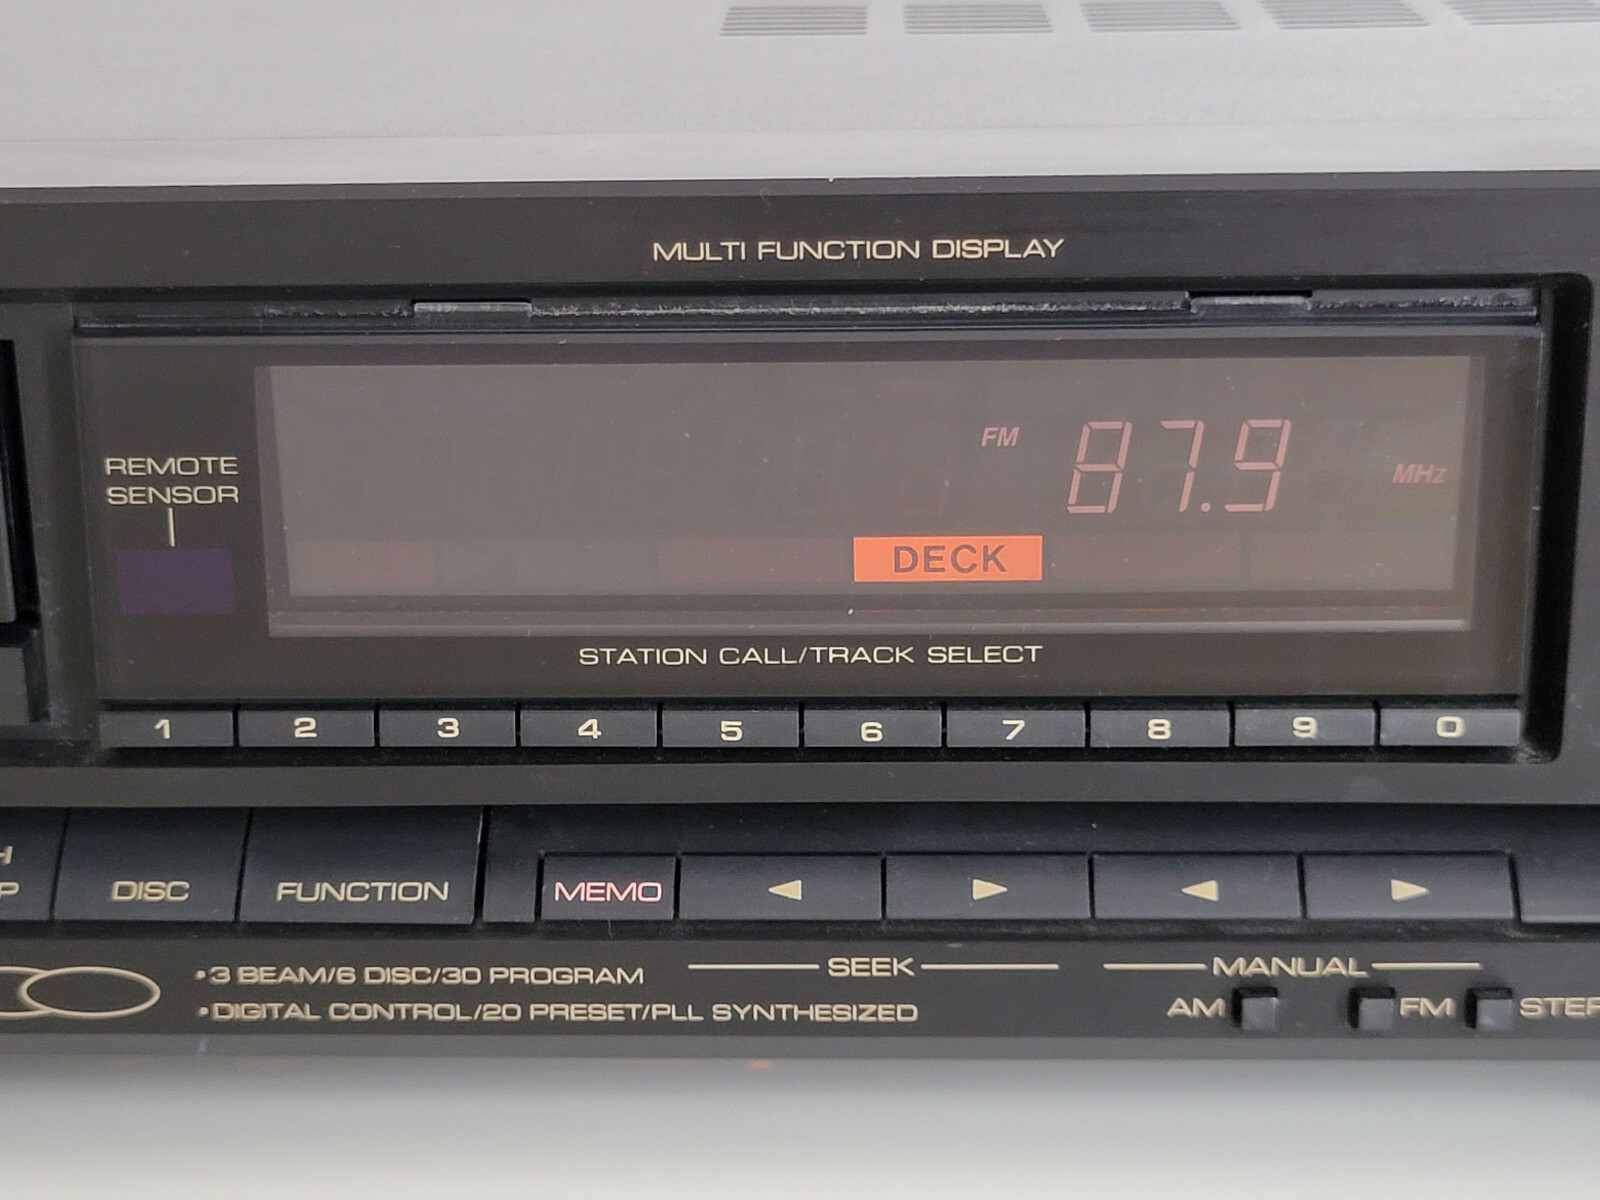 MULTI FUNCTION DISPLAY
REMOTE
SENSOR
FM 87.9 MHz
DECK
STATION CALL/TRACK SELECT
1 2 3 4 5 6 7 8 9 0
DISC FUNCTION MEMO
•3 BEAM/6 DISC/30 PROGRAM
•DIGITAL CONTROL/20 PRESET/PLL SYNTHESIZED
SEEK MANUAL
AM FM